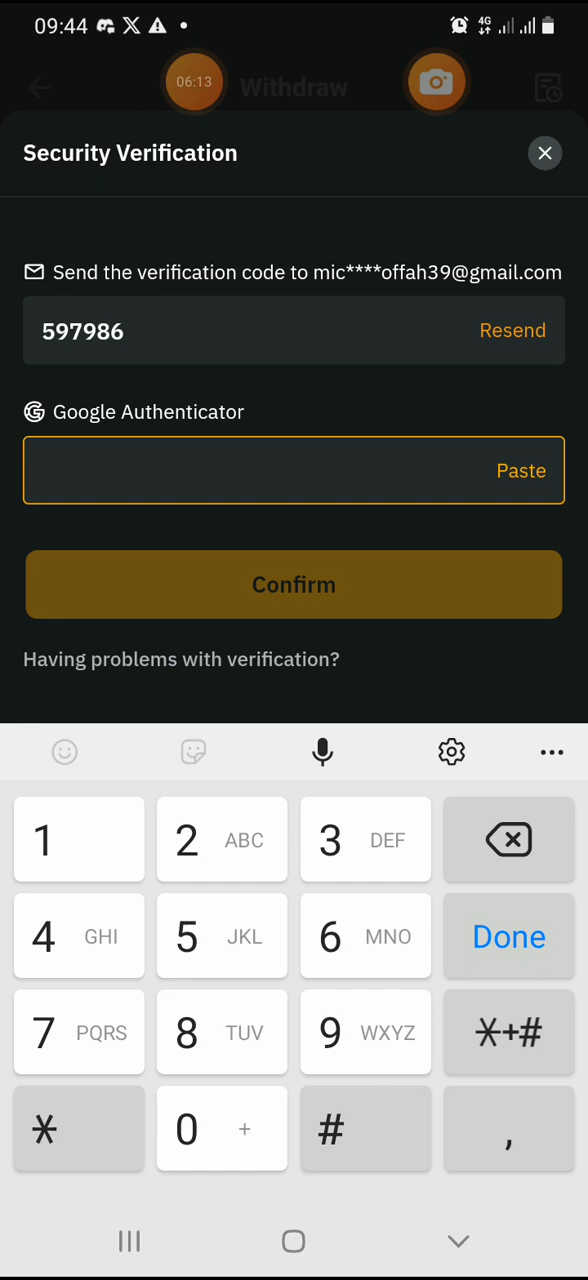 09:44
4G
06:13
Withdraw
Security Verification
Send the verification code to mic****offah39@gmail.com
597986
Resend
Google Authenticator
Paste
Confirm
Having problems with verification?
1
2 ABC
3 DEF
4 GHI
5 JKL
6 MNO
Done
7 PQRS
8 TUV
9 WXYZ
*+#
*
0 +
#
,